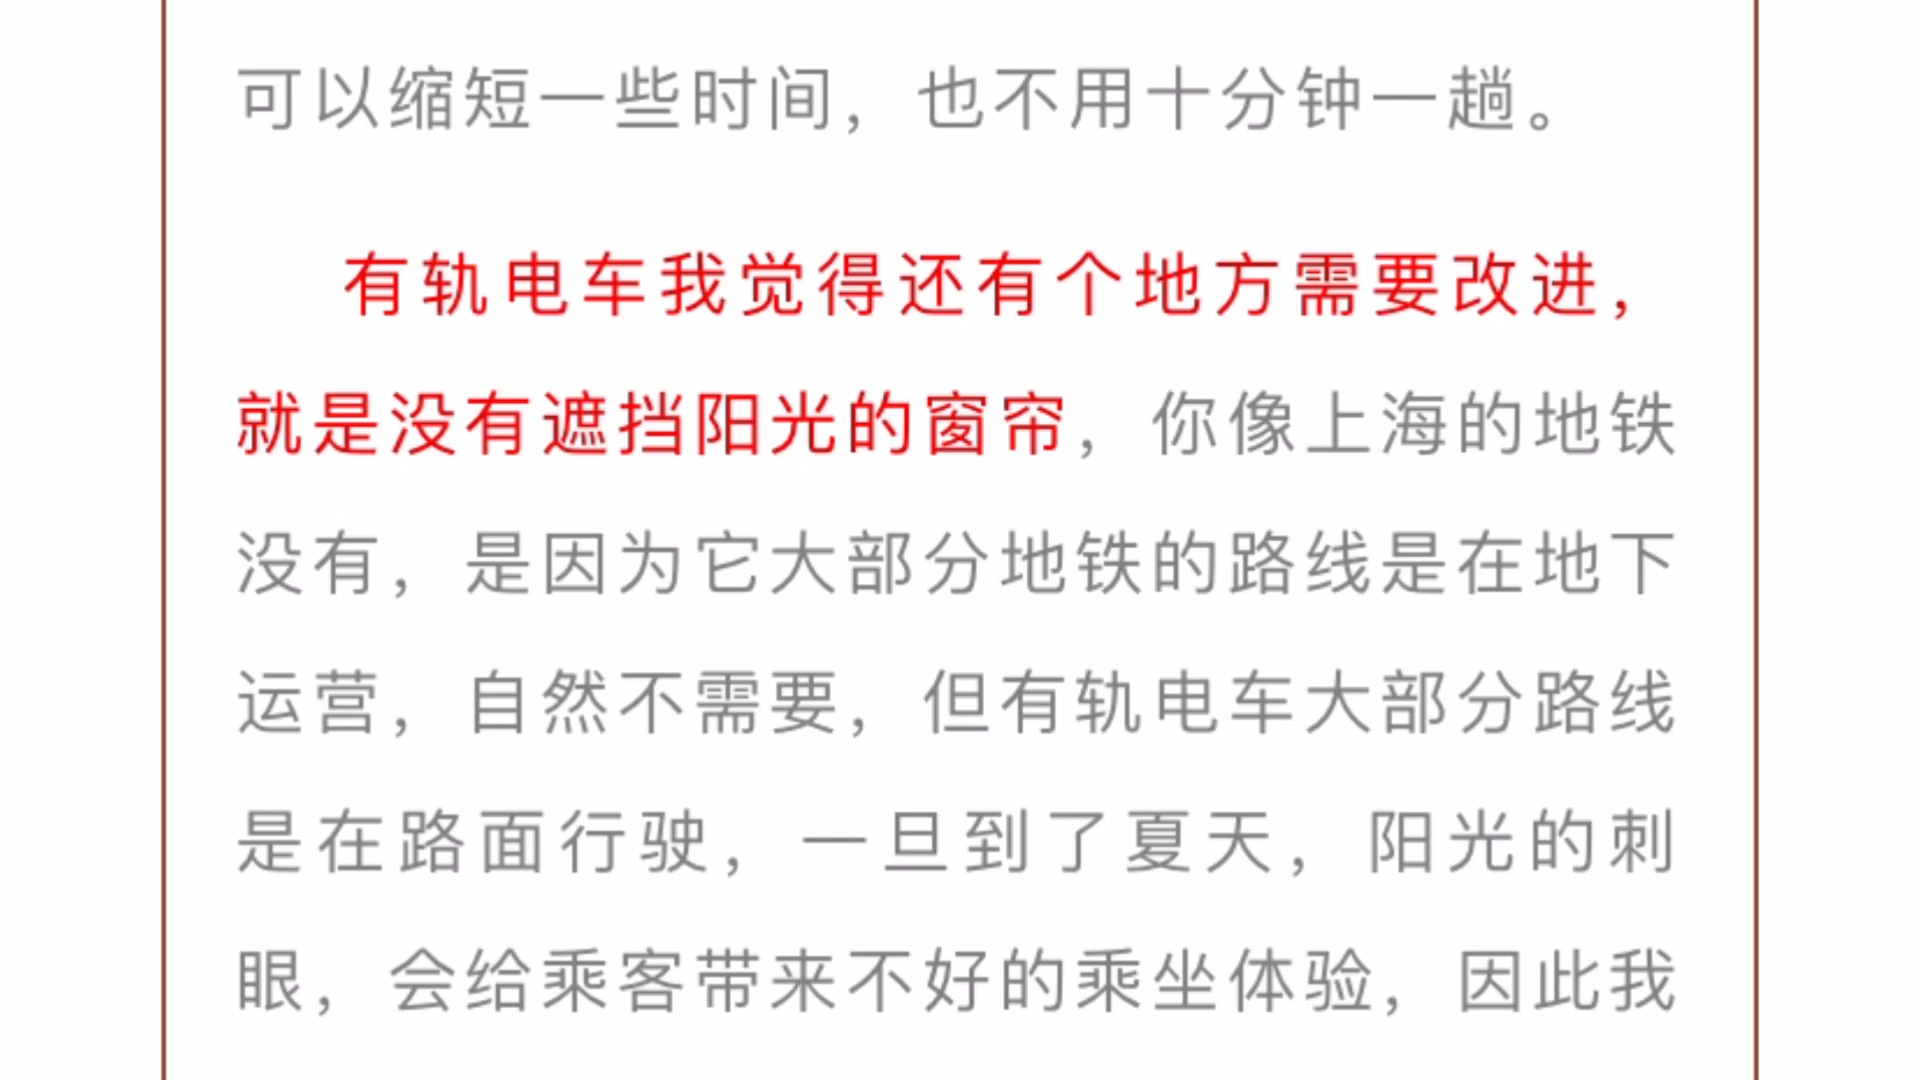 可以缩短一些时间，也不用十分钟一趟。
有轨电车我觉得还有个地方需要改进，
就是没有遮挡阳光的窗帘，你像上海的地铁
没有，是因为它大部分地铁的路线是在地下
运营，自然不需要，但有轨电车大部分路线
是在路面行驶，一旦到了夏天，阳光的刺
眼，会给乘客带来不好的乘坐体验，因此我